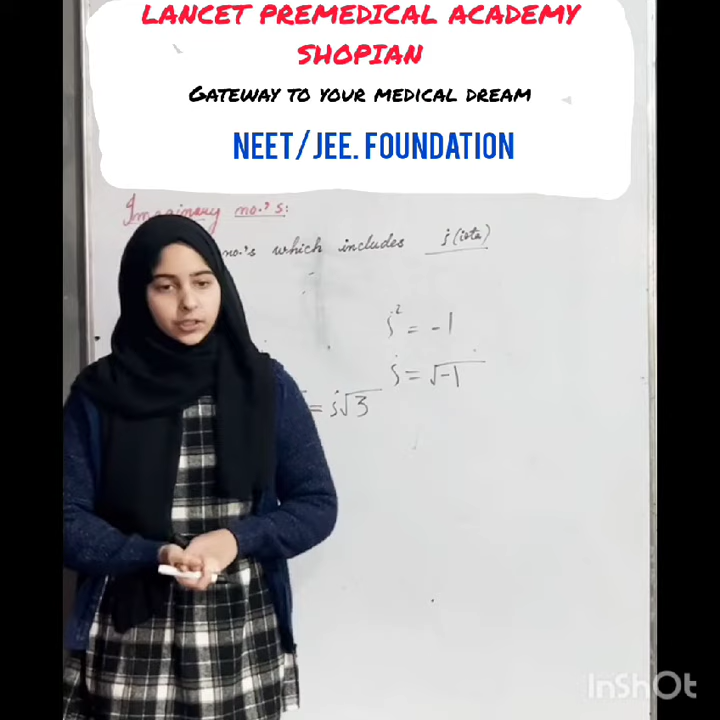 LANCET PREMEDICAL ACADEMY
SHOPIAN
GATEWAY TO YOUR MEDICAL DREAM
NEET/JEE. FOUNDATION
Imaginary no.'s:
no.'s which includes i(iota)
i² = -1
i = √-1
= i√3
InShOt